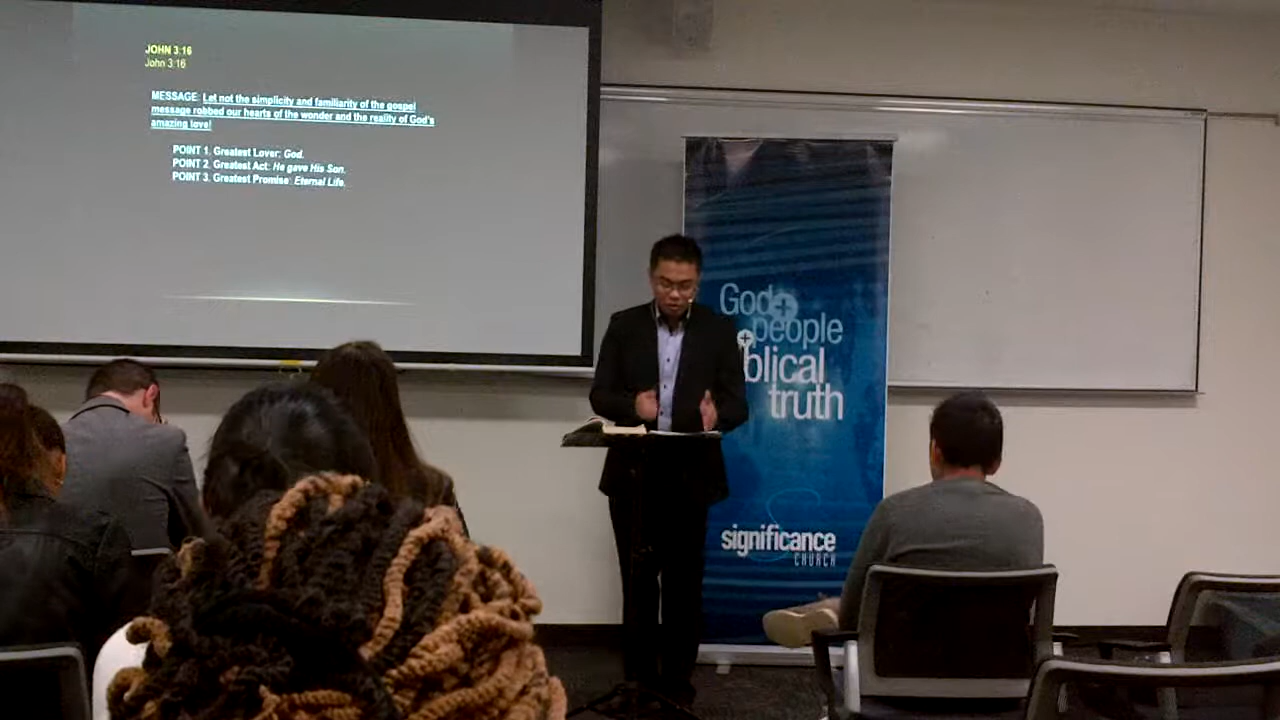 JOHN 3:16
John 3:16
MESSAGE: Let not the simplicity and familiarity of the gospel
message robbed our hearts of the wonder and the reality of God's
amazing love!
POINT 1. Greatest Lover: God.
POINT 2. Greatest Act: He gave His Son.
POINT 3. Greatest Promise: Eternal Life.
God+
people
+blical
truth
significance
CHURCH